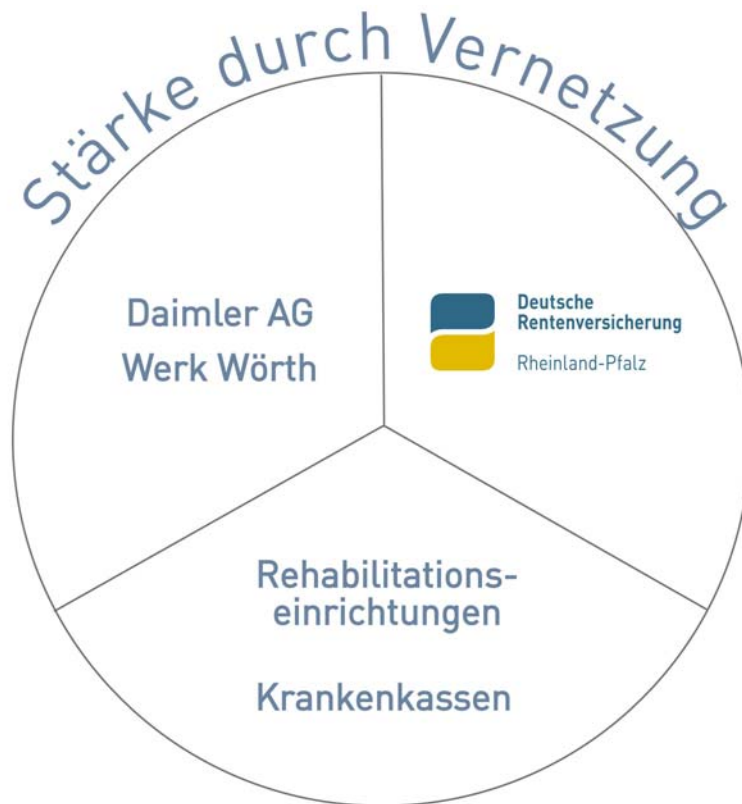 Stärke durch Vernetzung
Daimler AG
Werk Wörth
Deutsche
Rentenversicherung
Rheinland-Pfalz
Rehabilitations-
einrichtungen
Krankenkassen